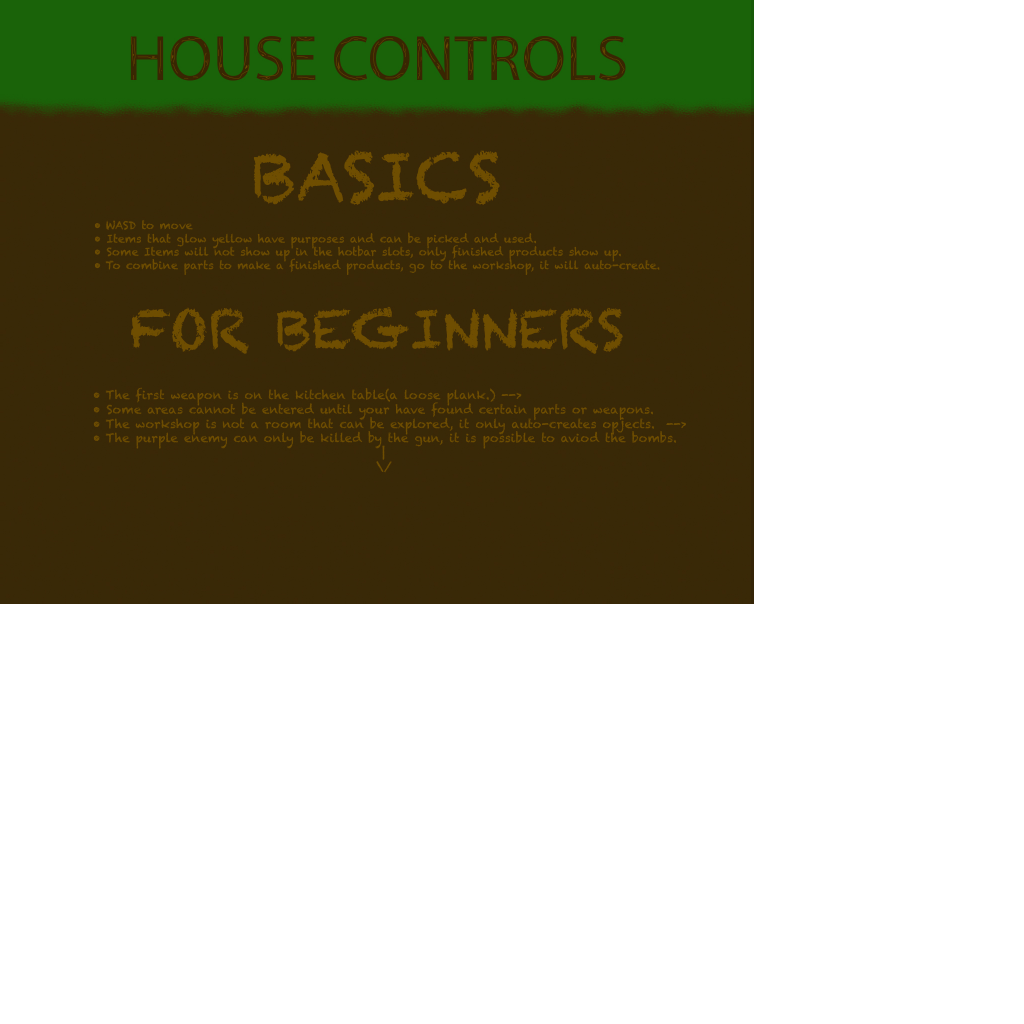 HOUSE CONTROLS
BASICS
• WASD to move
• Items that glow yellow have purposes and can be picked and used.
• Some Items will not show up in the hotbar slots, only finished products show up.
• To combine parts to make a finished products, go to the workshop, it will auto-create.
FOR BEGINNERS
• The first weapon is on the kitchen table(a loose plank.) -->
• Some areas cannot be entered until your have found certain parts or weapons.
• The workshop is not a room that can be explored, it only auto-creates opjects.  -->
• The purple enemy can only be killed by the gun, it is possible to aviod the bombs.
|
\/